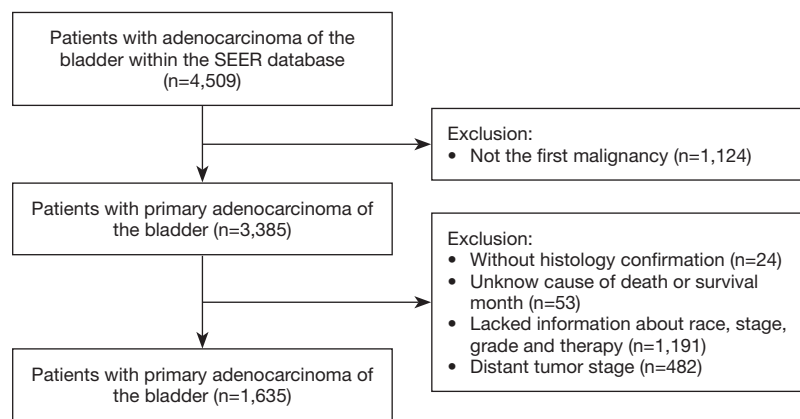 Patients with adenocarcinoma of the
bladder within the SEER database
(n=4,509)
Exclusion:
• Not the first malignancy (n=1,124)
Patients with primary adenocarcinoma of
the bladder (n=3,385)
Exclusion:
• Without histology confirmation (n=24)
• Unknow cause of death or survival
month (n=53)
• Lacked information about race, stage,
grade and therapy (n=1,191)
• Distant tumor stage (n=482)
Patients with primary adenocarcinoma of
the bladder (n=1,635)